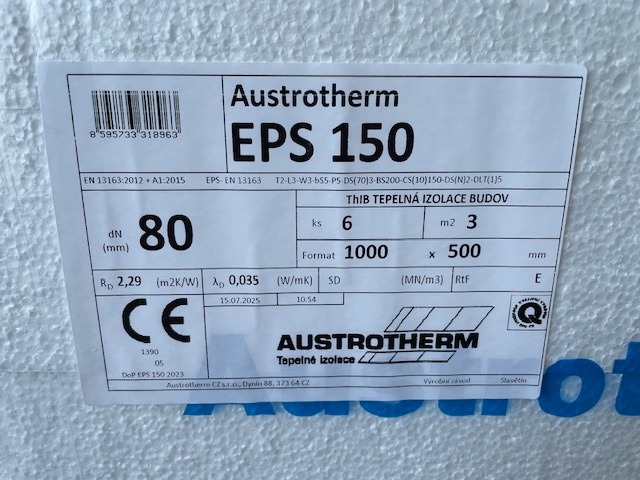 Austrotherm
EPS 150
8 595733 318963
EN 13163:2012 + A1:2015 EPS- EN 13163 T2-L3-W3-bS5-P5-DS(70)3-BS200-CS(10)150-DS(N)2-DLT(1)5
ThIB TEPELNÁ IZOLACE BUDOV
dN (mm) 80
ks 6 m2 3
Format 1000 x 500 mm
RD 2,29 (m2K/W) λD 0,035 (W/mK) SD (MN/m3) RtF E
15.07.2025 10.54
CE
1390
05
DoP EPS 150 2023
AUSTROTHERM
Tepelné izolace
Q
Austrotherm CZ s.r.o., Dynín 88, 373 64 CZ Výrobní závod Slavětín
Austrot